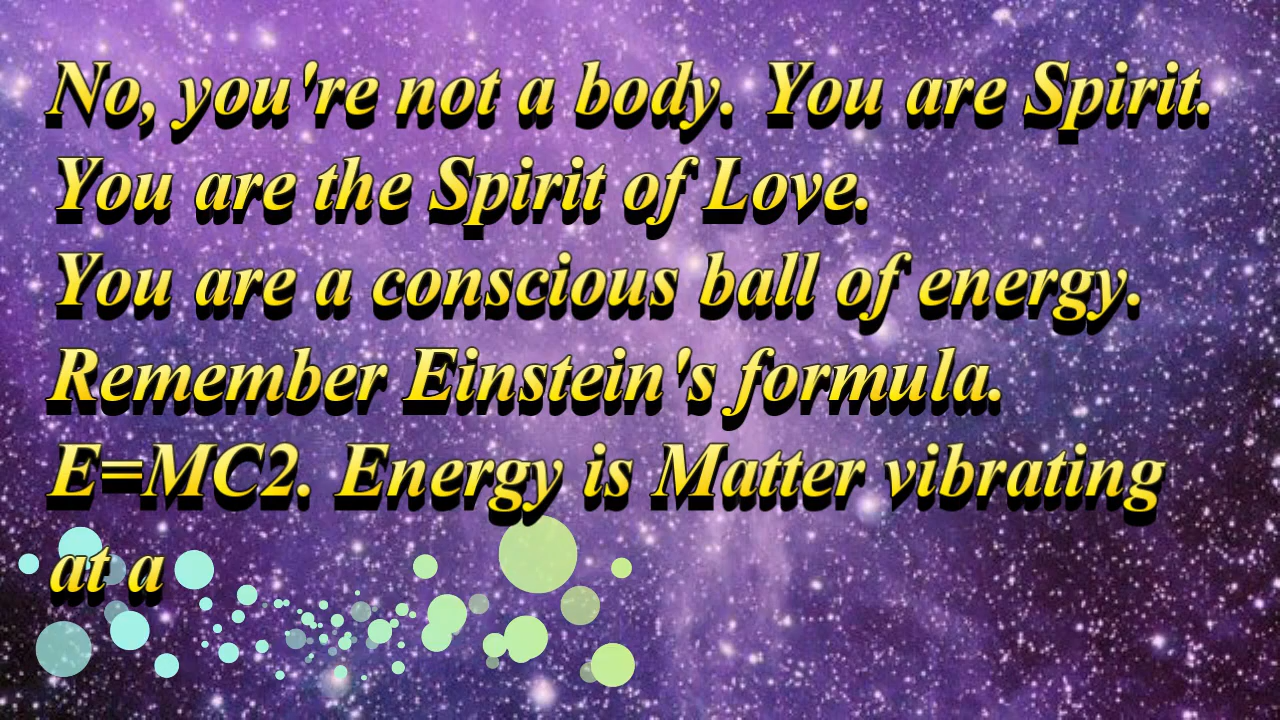 No, you're not a body. You are Spirit.
You are the Spirit of Love.
You are a conscious ball of energy.
Remember Einstein's formula.
E=MC2. Energy is Matter vibrating
at a